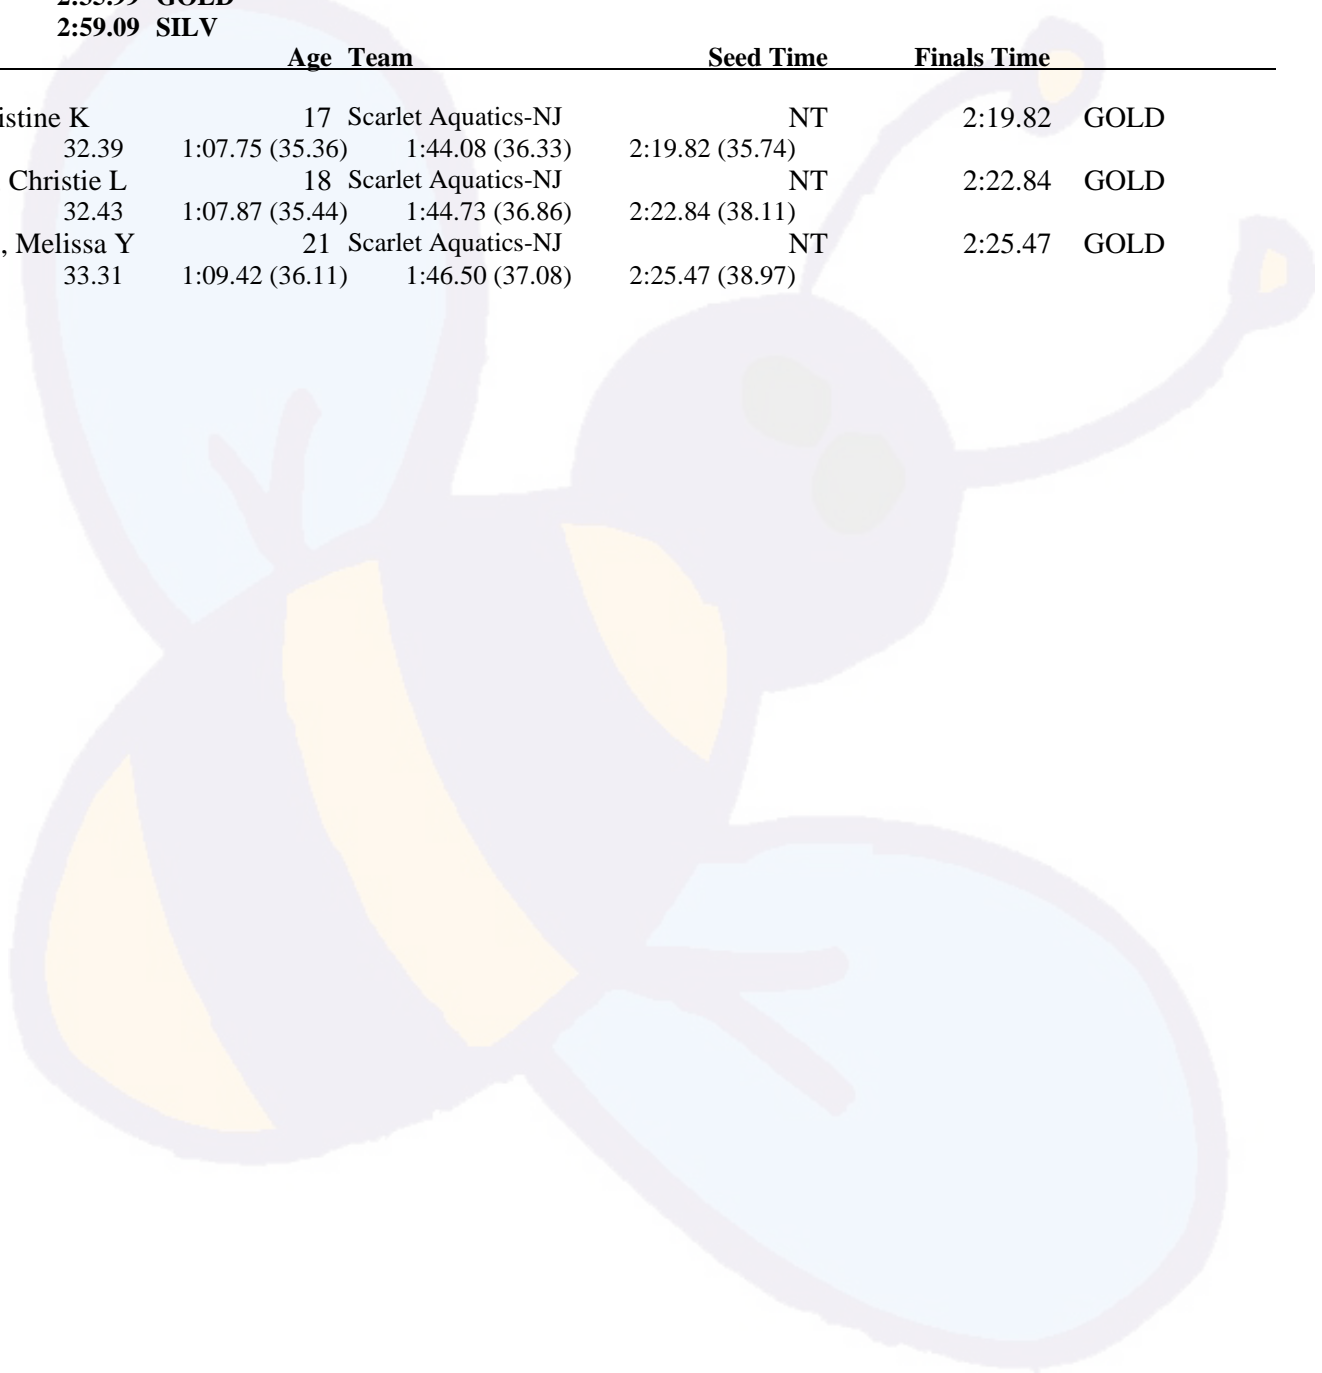 2:59.09 SILV
Age Team Seed Time Finals Time
istine K 17 Scarlet Aquatics-NJ NT 2:19.82 GOLD
32.39 1:07.75 (35.36) 1:44.08 (36.33) 2:19.82 (35.74)
Christie L 18 Scarlet Aquatics-NJ NT 2:22.84 GOLD
32.43 1:07.87 (35.44) 1:44.73 (36.86) 2:22.84 (38.11)
, Melissa Y 21 Scarlet Aquatics-NJ NT 2:25.47 GOLD
33.31 1:09.42 (36.11) 1:46.50 (37.08) 2:25.47 (38.97)